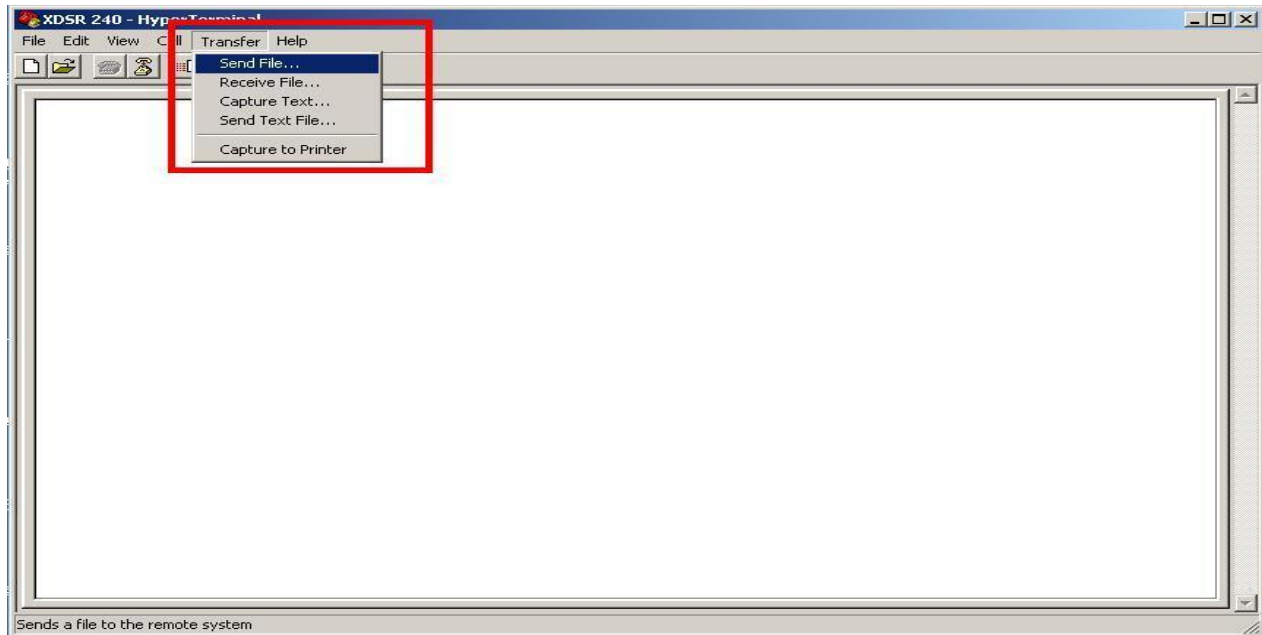 XDSR 240 - HyperTerminal
File Edit View Transfer Help
Send File...
Receive File...
Capture Text...
Send Text File...
Capture to Printer
Sends a file to the remote system